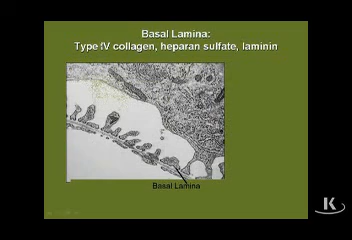 Basal Lamina:
Type IV collagen, heparan sulfate, laminin
Basal Lamina
K